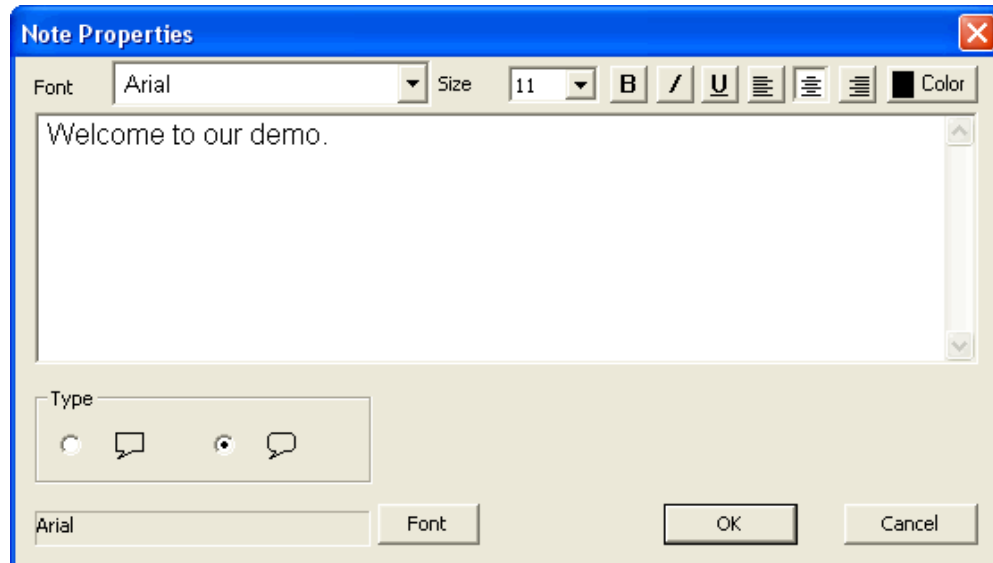 Note Properties
Font Arial Size 11 B I U Color
Welcome to our demo.
Type
Arial Font OK Cancel